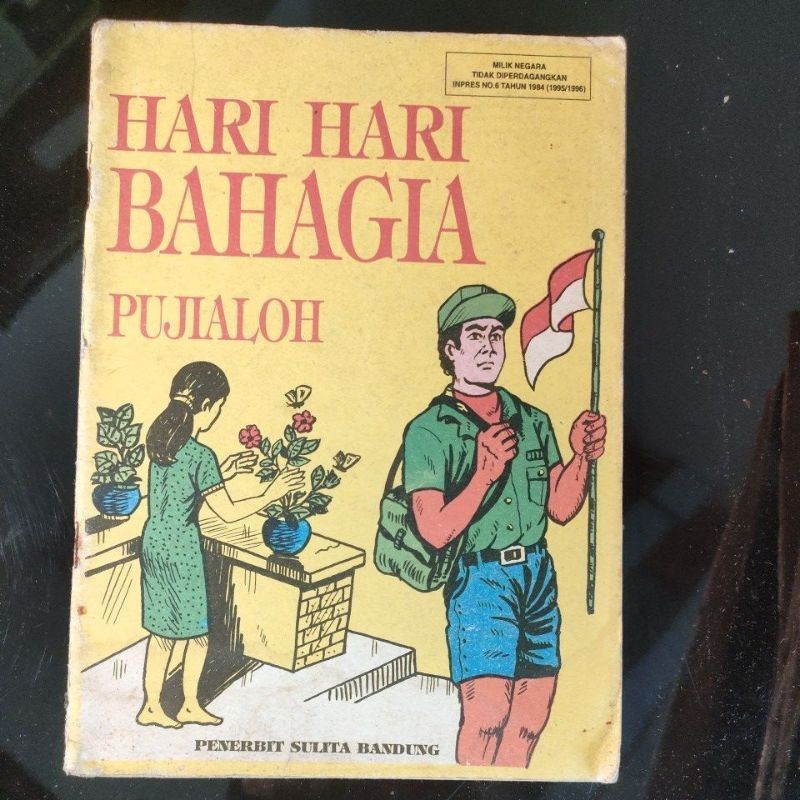 MILIK NEGARA
TIDAK DIPERDAGANGKAN
INPRES NO.6 TAHUN 1984 (1995/1996)
HARI HARI
BAHAGIA
PUJIALOH
PENERBIT SULITA BANDUNG